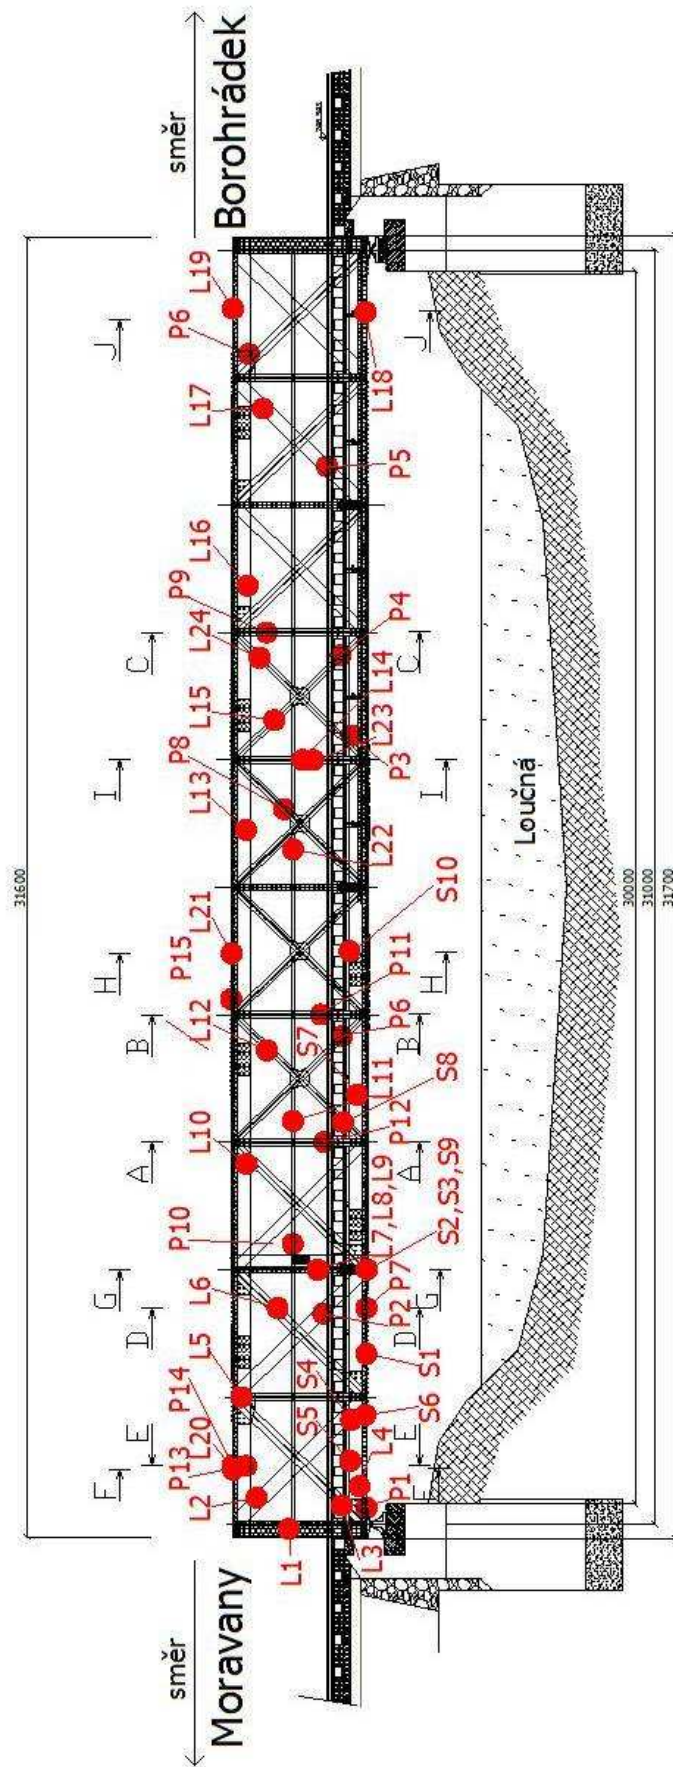 směr
Moravany
směr
Borohrádek
31600
F
E
D
G
A
B
H
I
C
J
P13
P14
L20
L2
L5
L6
P10
L10
L12
P15
L21
L13
P8
L15
L24
P9
L16
L17
P6
L19
L1
L3
P1
L4
S5
S4
S6
S1
P2
P7
S2,S3,S9
L7,L8,L9
P12
S8
L11
S7
P6
P11
S10
L22
P3
L23
L14
P4
P5
L18
F
E
D
G
A
B
H
I
C
J
Loučná
30000
31000
31700